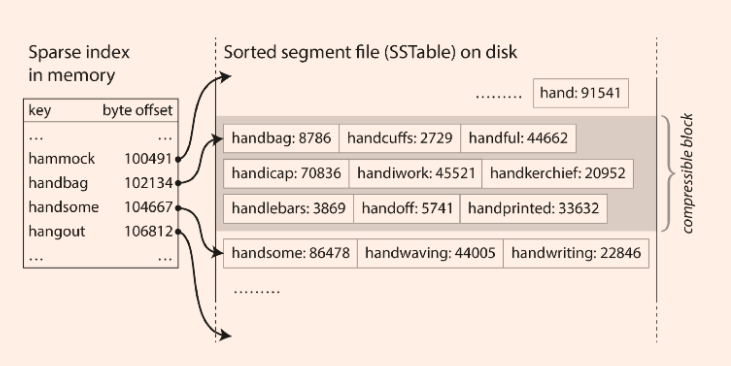 Sparse index
in memory
key byte offset
... ...
hammock 100491
handbag 102134
handsome 104667
hangout 106812
... ...
Sorted segment file (SSTable) on disk
......... hand: 91541
handbag: 8786 handcuffs: 2729 handful: 44662
handicap: 70836 handiwork: 45521 handkerchief: 20952
handlebars: 3869 handoff: 5741 handprinted: 33632
handsome: 86478 handwaving: 44005 handwriting: 22846
.........
compressible block